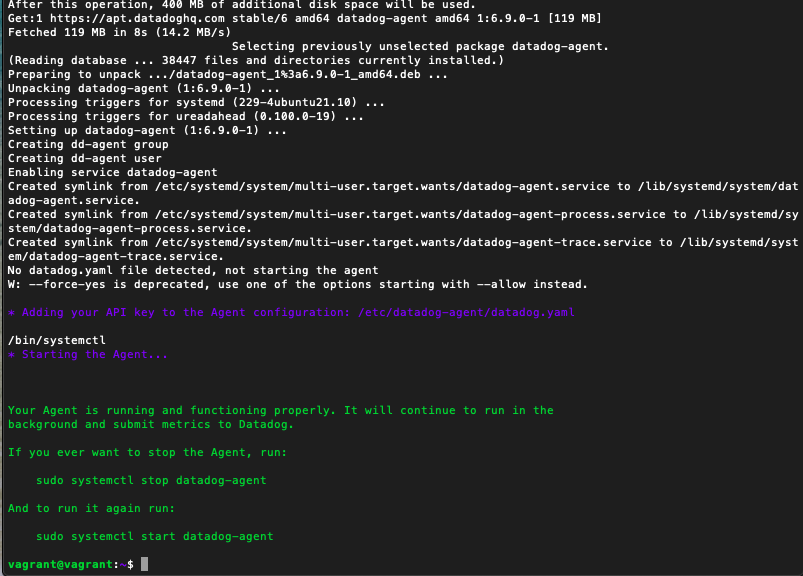 After this operation, 400 MB of additional disk space will be used.
Get:1 https://apt.datadoghq.com stable/6 amd64 datadog-agent amd64 1:6.9.0-1 [119 MB]
Fetched 119 MB in 8s (14.2 MB/s)
Selecting previously unselected package datadog-agent.
(Reading database ... 38447 files and directories currently installed.)
Preparing to unpack .../datadog-agent_1%3a6.9.0-1_amd64.deb ...
Unpacking datadog-agent (1:6.9.0-1) ...
Processing triggers for systemd (229-4ubuntu21.10) ...
Processing triggers for ureadahead (0.100.0-19) ...
Setting up datadog-agent (1:6.9.0-1) ...
Creating dd-agent group
Creating dd-agent user
Enabling service datadog-agent
Created symlink from /etc/systemd/system/multi-user.target.wants/datadog-agent.service to /lib/systemd/system/dat
adog-agent.service.
Created symlink from /etc/systemd/system/multi-user.target.wants/datadog-agent-process.service to /lib/systemd/sy
stem/datadog-agent-process.service.
Created symlink from /etc/systemd/system/multi-user.target.wants/datadog-agent-trace.service to /lib/systemd/syst
em/datadog-agent-trace.service.
No datadog.yaml file detected, not starting the agent
W: --force-yes is deprecated, use one of the options starting with --allow instead.
* Adding your API key to the Agent configuration: /etc/datadog-agent/datadog.yaml
/bin/systemctl
* Starting the Agent...
Your Agent is running and functioning properly. It will continue to run in the
background and submit metrics to Datadog.
If you ever want to stop the Agent, run:
sudo systemctl stop datadog-agent
And to run it again run:
sudo systemctl start datadog-agent
vagrant@vagrant:~$